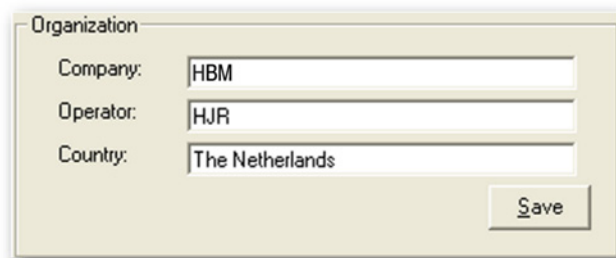 Organization
Company: HBM
Operator: HJR
Country: The Netherlands
Save